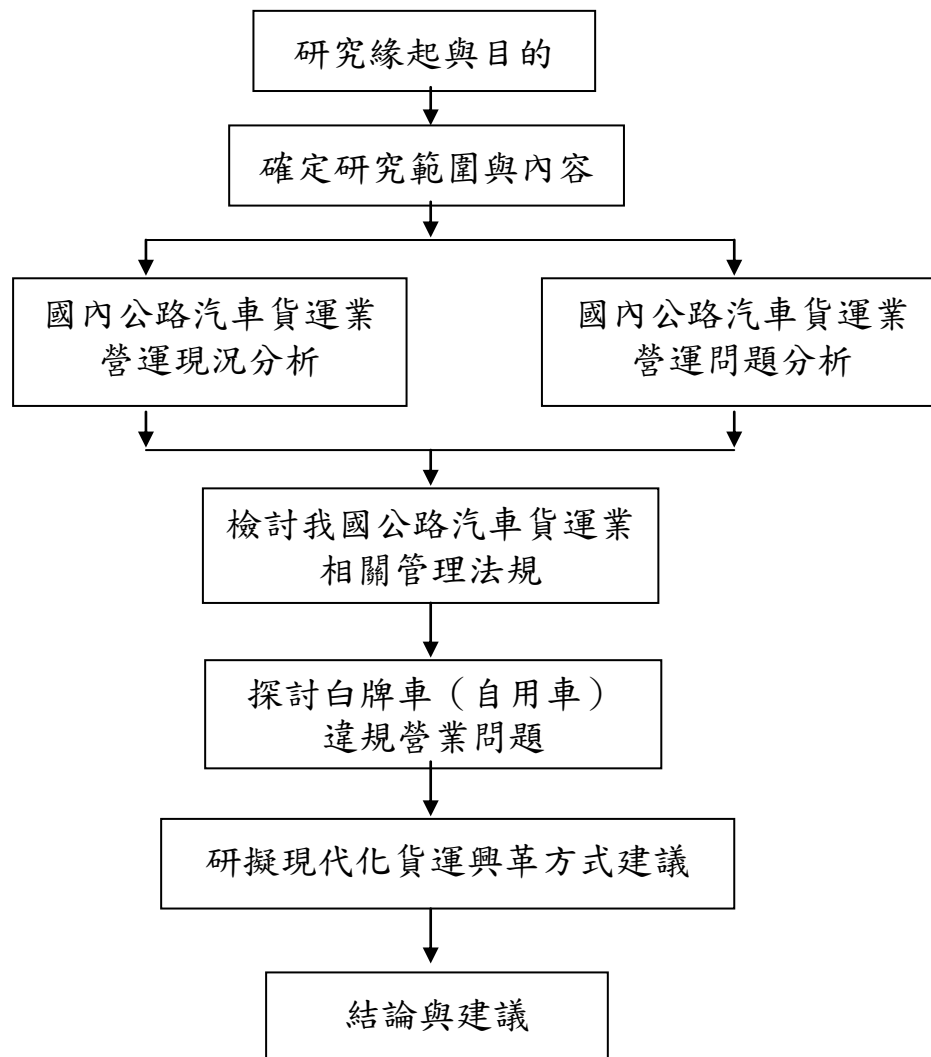 研究緣起與目的
確定研究範圍與內容
國內公路汽車貨運業
營運現況分析
國內公路汽車貨運業
營運問題分析
檢討我國公路汽車貨運業
相關管理法規
探討白牌車（自用車）
違規營業問題
研擬現代化貨運興革方式建議
結論與建議